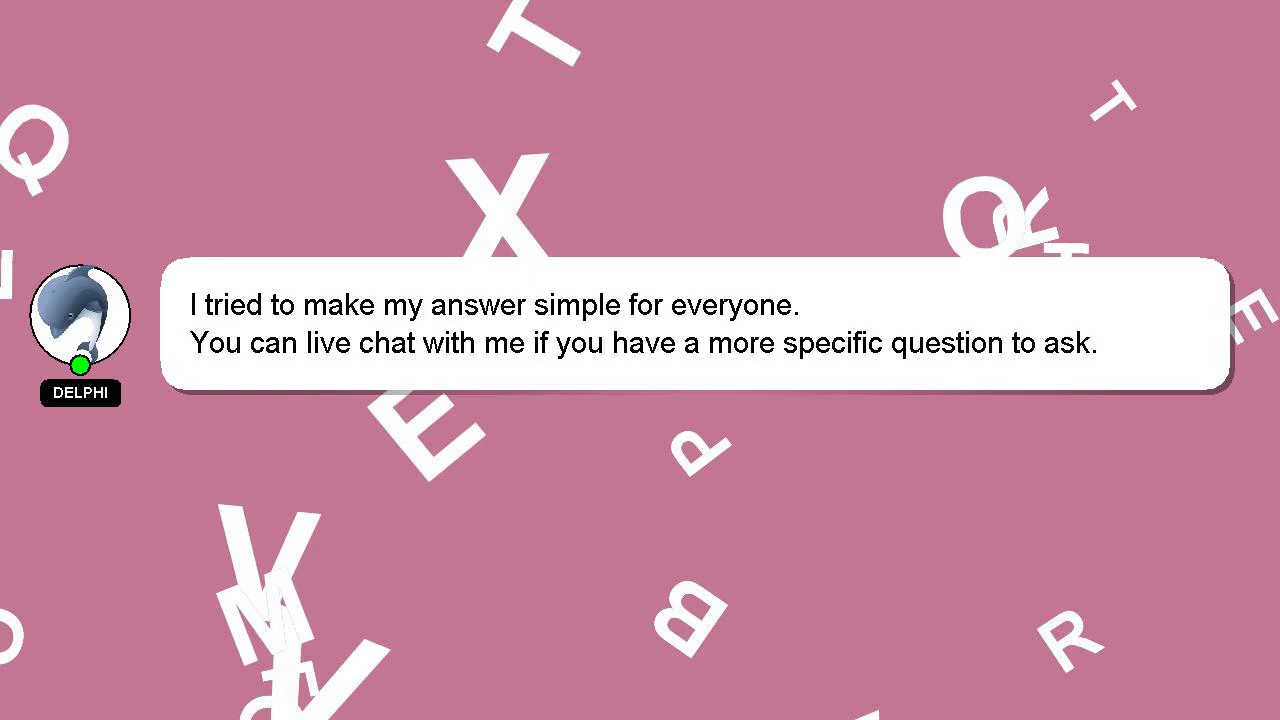 T
T
Q
X
O
E
I tried to make my answer simple for everyone.
You can live chat with me if you have a more specific question to ask.
DELPHI
E
P
V
M
B
R